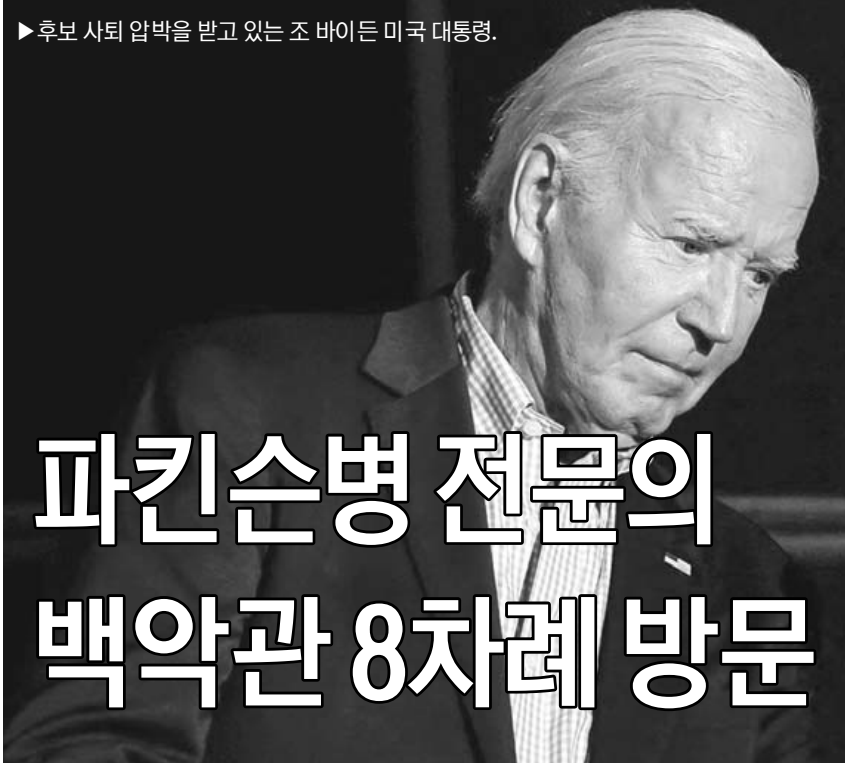 ▶후보 사퇴 압박을 받고 있는 조 바이든 미국 대통령.
파킨슨병 전문의
백악관 8차례 방문